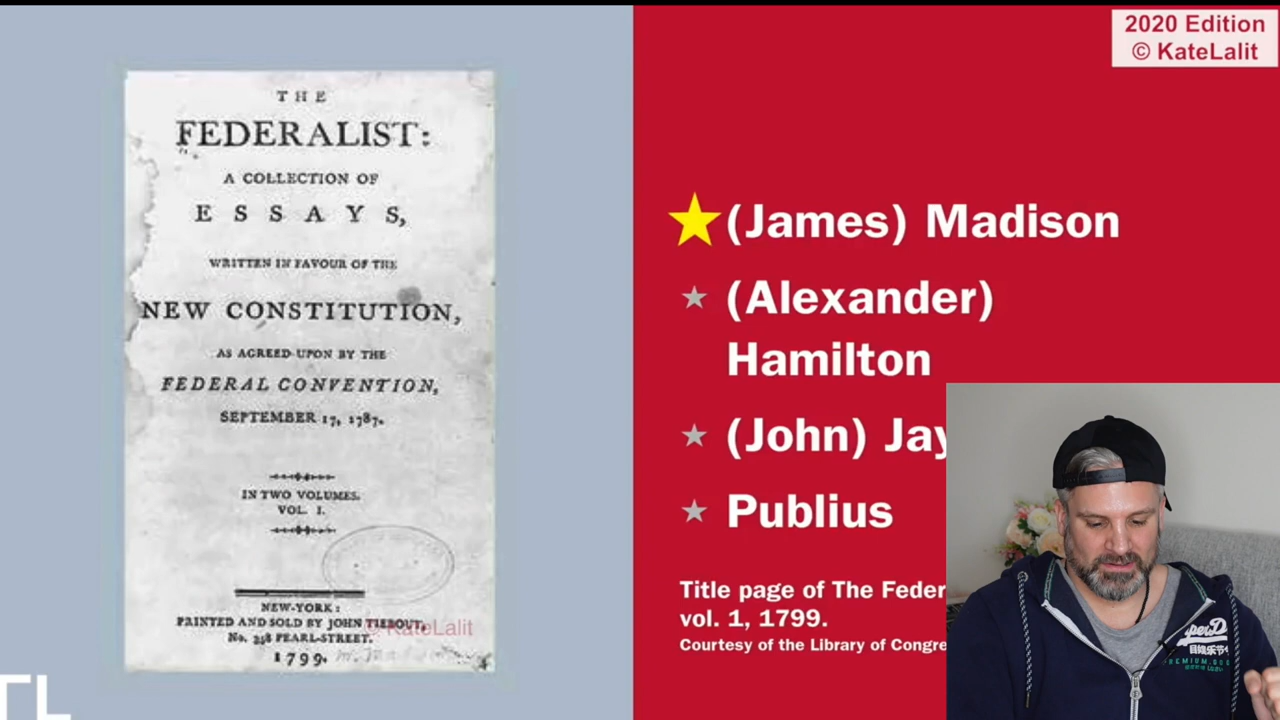 2020 Edition
© KateLalit
THE
FEDERALIST:
A COLLECTION OF
ESSAYS,
WRITTEN IN FAVOUR OF THE
NEW CONSTITUTION,
AS AGREED UPON BY THE
FEDERAL CONVENTION,
SEPTEMBER 17, 1787.
IN TWO VOLUMES.
VOL. I.
NEW-YORK:
PRINTED AND SOLD BY JOHN TIEBOUT,
No. 358 PEARL-STREET.
1799.
© KateLalit
(James) Madison
(Alexander)
Hamilton
(John) Jay
Publius
Title page of The Feder
vol. 1, 1799.
Courtesy of the Library of Congre
PREMIUM